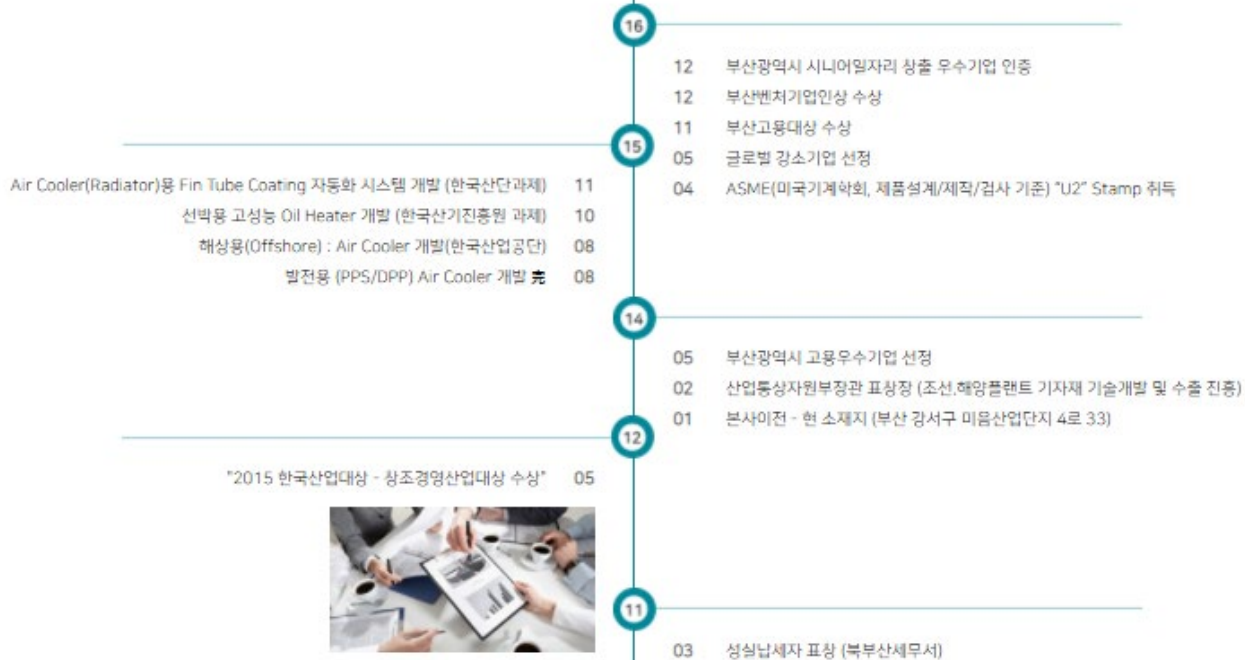 16
12 부산광역시 시니어일자리 창출 우수기업 인증
12 부산벤처기업인상 수상
11 부산고용대상 수상
05 글로벌 강소기업 선정
04 ASME(미국기계학회, 제품설계/제작/검사 기준) "U2" Stamp 취득
15
Air Cooler(Radiator)용 Fin Tube Coating 자동화 시스템 개발 (한국산단과제) 11
선박용 고성능 Oil Heater 개발 (한국산기진흥원 과제) 10
해상용(Offshore) : Air Cooler 개발(한국산업공단) 08
발전용 (PPS/DPP) Air Cooler 개발 完 08
14
05 부산광역시 고용우수기업 선정
02 산업통상자원부장관 표창장 (조선.해양플랜트 기자재 기술개발 및 수출 진흥)
01 본사이전 - 현 소재지 (부산 강서구 미음산업단지 4로 33)
12
"2015 한국산업대상 - 창조경영산업대상 수상" 05
11
03 성실납세자 표창 (북부산세무서)